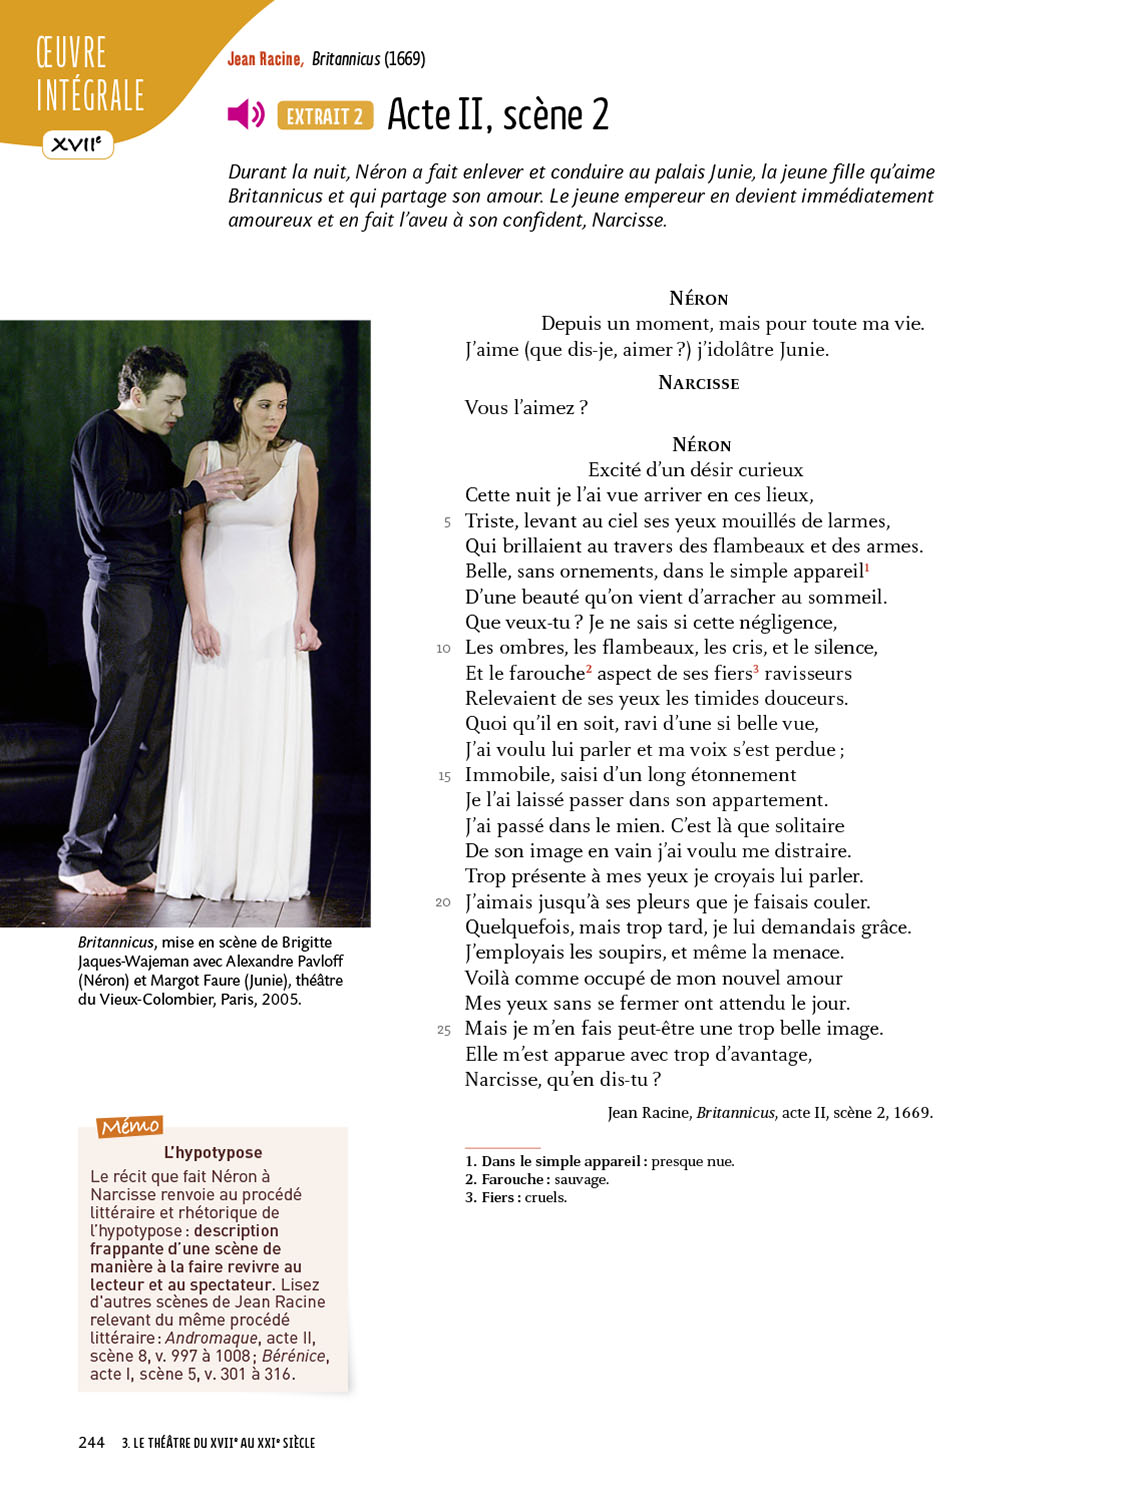 ŒUVRE
INTÉGRALE
XVIIe
Jean Racine, Britannicus (1669)
EXTRAIT 2 Acte II, scène 2
Durant la nuit, Néron a fait enlever et conduire au palais Junie, la jeune fille qu’aime
Britannicus et qui partage son amour. Le jeune empereur en devient immédiatement
amoureux et en fait l’aveu à son confident, Narcisse.
NÉRON
Depuis un moment, mais pour toute ma vie.
J’aime (que dis-je, aimer ?) j’idolâtre Junie.
NARCISSE
Vous l’aimez ?
NÉRON
Excité d’un désir curieux
Cette nuit je l’ai vue arriver en ces lieux,
5 Triste, levant au ciel ses yeux mouillés de larmes,
Qui brillaient au travers des flambeaux et des armes.
Belle, sans ornements, dans le simple appareil1
D’une beauté qu’on vient d’arracher au sommeil.
Que veux-tu ? Je ne sais si cette négligence,
10 Les ombres, les flambeaux, les cris, et le silence,
Et le farouche2 aspect de ses fiers3 ravisseurs
Relevaient de ses yeux les timides douceurs.
Quoi qu’il en soit, ravi d’une si belle vue,
J’ai voulu lui parler et ma voix s’est perdue ;
15 Immobile, saisi d’un long étonnement
Je l’ai laissé passer dans son appartement.
J’ai passé dans le mien. C’est là que solitaire
De son image en vain j’ai voulu me distraire.
Trop présente à mes yeux je croyais lui parler.
20 J’aimais jusqu’à ses pleurs que je faisais couler.
Quelquefois, mais trop tard, je lui demandais grâce.
J’employais les soupirs, et même la menace.
Voilà comme occupé de mon nouvel amour
Mes yeux sans se fermer ont attendu le jour.
25 Mais je m’en fais peut-être une trop belle image.
Elle m’est apparue avec trop d’avantage,
Narcisse, qu’en dis-tu ?
Jean Racine, Britannicus, acte II, scène 2, 1669.
1. Dans le simple appareil : presque nue.
2. Farouche : sauvage.
3. Fiers : cruels.
Britannicus, mise en scène de Brigitte
Jaques-Wajeman avec Alexandre Pavloff
(Néron) et Margot Faure (Junie), théâtre
du Vieux-Colombier, Paris, 2005.
Mémo
L’hypotypose
Le récit que fait Néron à
Narcisse renvoie au procédé
littéraire et rhétorique de
l’hypotypose : description
frappante d’une scène de
manière à la faire revivre au
lecteur et au spectateur. Lisez
d'autres scènes de Jean Racine
relevant du même procédé
littéraire : Andromaque, acte II,
scène 8, v. 997 à 1008 ; Bérénice,
acte I, scène 5, v. 301 à 316.
244 3. LE THÉÂTRE DU XVIIe AU XXIe SIÈCLE